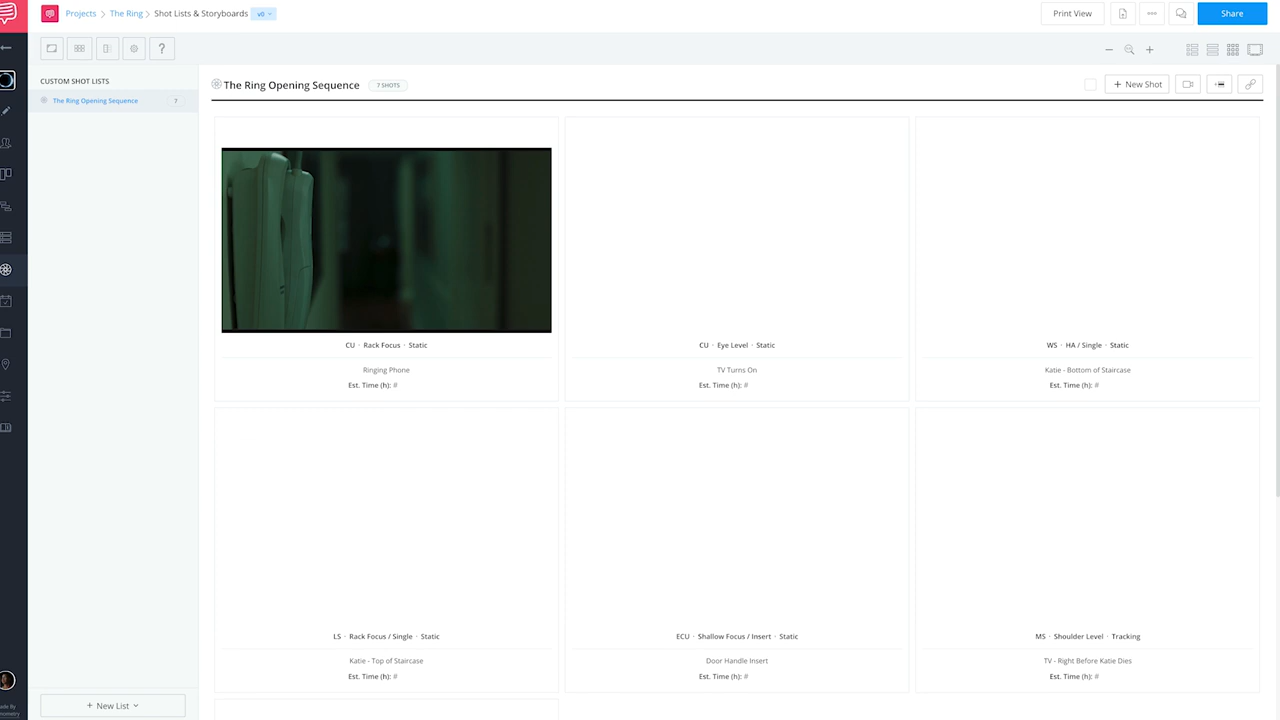 Projects > The Ring > Shot Lists & Storyboards v0
Print View
Share
?
CUSTOM SHOT LISTS
The Ring Opening Sequence 7
The Ring Opening Sequence 7 SHOTS
+ New Shot
CU · Rack Focus · Static
Ringing Phone
Est. Time (h): #
CU · Eye Level · Static
TV Turns On
Est. Time (h): #
WS · HA / Single · Static
Katie - Bottom of Staircase
Est. Time (h): #
LS · Rack Focus / Single · Static
Katie - Top of Staircase
Est. Time (h): #
ECU · Shallow Focus / Insert · Static
Door Handle Insert
Est. Time (h): #
MS · Shoulder Level · Tracking
TV - Right Before Katie Dies
Est. Time (h): #
+ New List